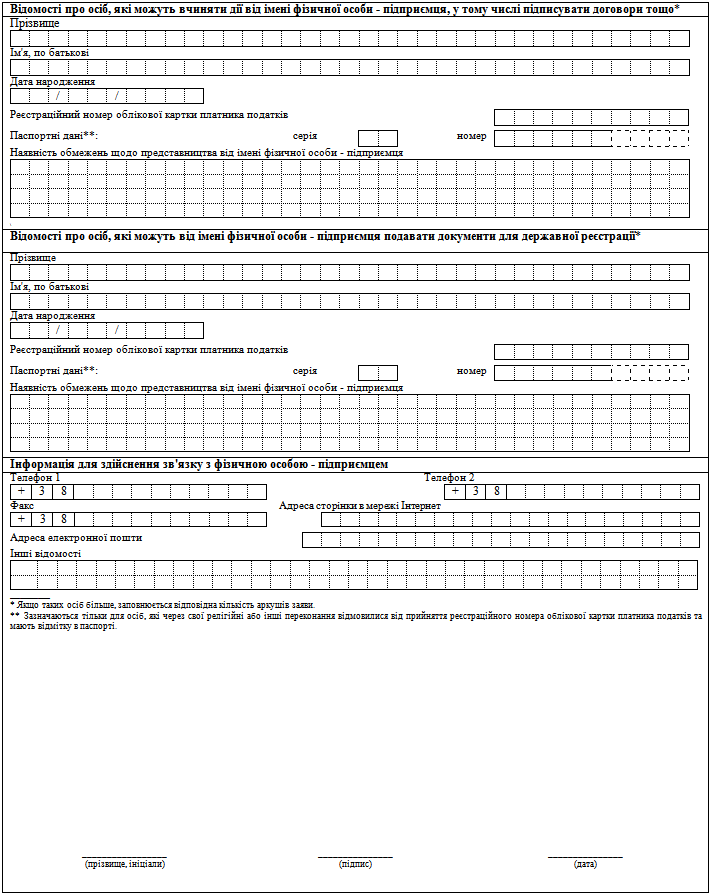 Відомості про осіб, які можуть вчиняти дії від імені фізичної особи - підприємця, у тому числі підписувати договори тощо*
Прізвище
Ім'я, по батькові
Дата народження
/ /
Реєстраційний номер облікової картки платника податків
Паспортні дані**: серія номер
Наявність обмежень щодо представництва від імені фізичної особи - підприємця
Відомості про осіб, які можуть від імені фізичної особи - підприємця подавати документи для державної реєстрації*
Прізвище
Ім'я, по батькові
Дата народження
/ /
Реєстраційний номер облікової картки платника податків
Паспортні дані**: серія номер
Наявність обмежень щодо представництва від імені фізичної особи - підприємця
Інформація для здійснення зв'язку з фізичною особою - підприємцем
Телефон 1 Телефон 2
+ 3 8 + 3 8
Факс Адреса сторінки в мережі Інтернет
+ 3 8
Адреса електронної пошти
Інші відомості
* Якщо таких осіб більше, заповнюється відповідна кількість аркушів заяви.
** Зазначаються тільки для осіб, які через свої релігійні або інші переконання відмовилися від прийняття реєстраційного номера облікової картки платника податків та
мають відмітку в паспорті.
(прізвище, ініціали) (підпис) (дата)